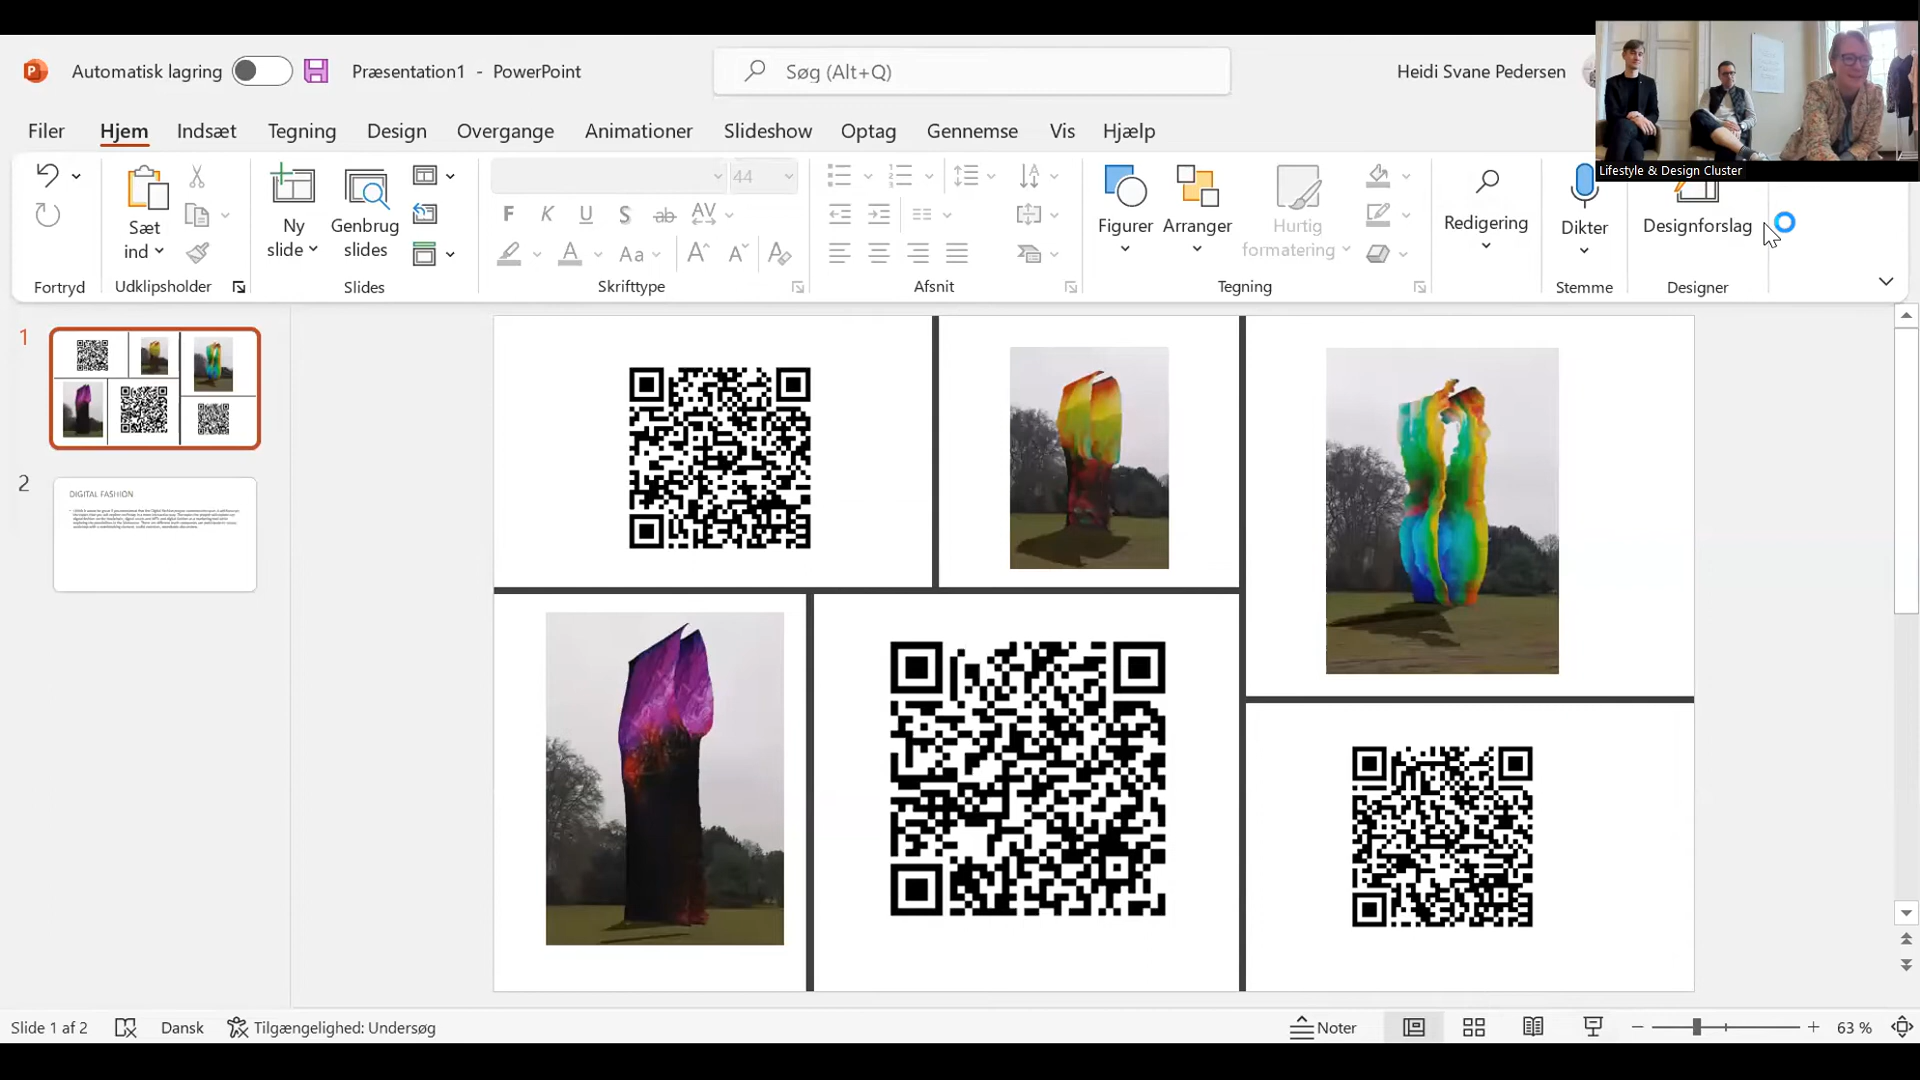 Automatisk lagring
Præsentation1 - PowerPoint
Søg (Alt+Q)
Heidi Svane Pedersen
Lifestyle & Design Cluster
Filer Hjem Indsæt Tegning Design Overgange Animationer Slideshow Optag Gennemse Vis Hjælp
Sæt ind
Ny slide
Genbrug slides
44
F K U S ab AV
A Aa A A A
Figurer
Arranger
Hurtig formatering
Redigering
Dikter
Designforslag
Fortryd
Udklipsholder
Slides
Skrifttype
Afsnit
Tegning
Stemme
Designer
1
2
DIGITAL FASHION
Slide 1 af 2
Dansk
Tilgængelighed: Undersøg
Noter
63 %